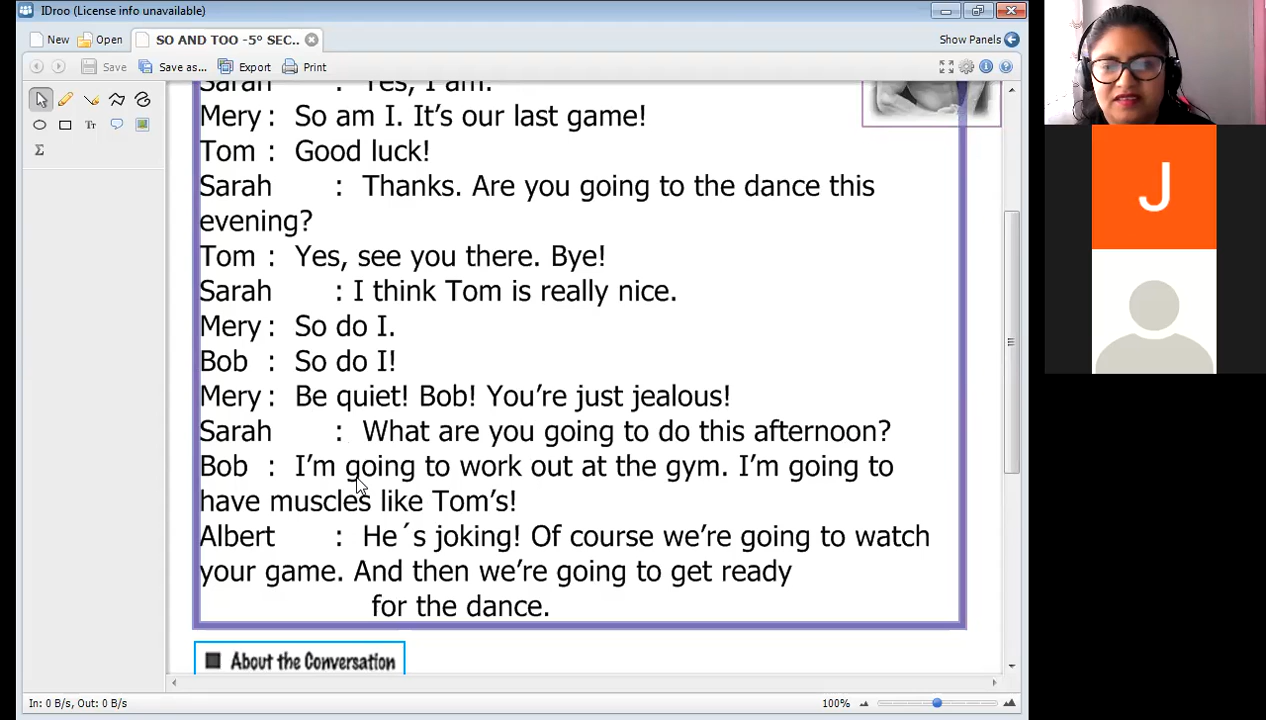 IDroo (License info unavailable)
New Open SO AND TOO -5º SEC.. Show Panels
Save Save as... Export Print
Tr
Σ
Sarah : Yes, I am.
Mery : So am I. It’s our last game!
Tom : Good luck!
Sarah : Thanks. Are you going to the dance this
evening?
Tom : Yes, see you there. Bye!
Sarah : I think Tom is really nice.
Mery : So do I.
Bob : So do I!
Mery : Be quiet! Bob! You’re just jealous!
Sarah : What are you going to do this afternoon?
Bob : I’m going to work out at the gym. I’m going to
have muscles like Tom’s!
Albert : He´s joking! Of course we’re going to watch
your game. And then we’re going to get ready
for the dance.
About the Conversation
In: 0 B/s, Out: 0 B/s 100%
J